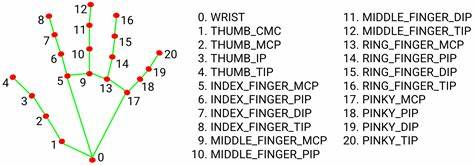 8
12
16
7
11
15
20
6
10
14
19
4
5
9
13
18
3
17
2
1
0
0. WRIST
1. THUMB_CMC
2. THUMB_MCP
3. THUMB_IP
4. THUMB_TIP
5. INDEX_FINGER_MCP
6. INDEX_FINGER_PIP
7. INDEX_FINGER_DIP
8. INDEX_FINGER_TIP
9. MIDDLE_FINGER_MCP
10. MIDDLE_FINGER_PIP
11. MIDDLE_FINGER_DIP
12. MIDDLE_FINGER_TIP
13. RING_FINGER_MCP
14. RING_FINGER_PIP
15. RING_FINGER_DIP
16. RING_FINGER_TIP
17. PINKY_MCP
18. PINKY_PIP
19. PINKY_DIP
20. PINKY_TIP